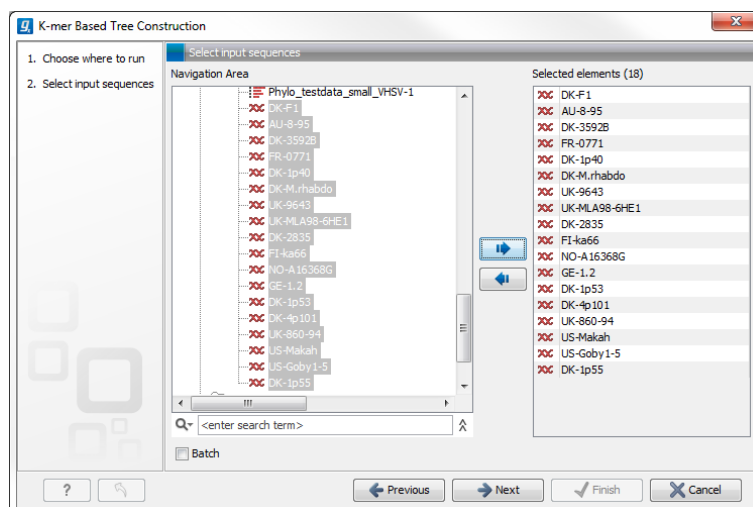 K-mer Based Tree Construction
1. Choose where to run
2. Select input sequences
Select input sequences
Navigation Area
Phylo_testdata_small_VHSV-1
DK-F1
AU-8-95
DK-3592B
FR-0771
DK-1p40
DK-M.rhabdo
UK-9643
UK-MLA98-6HE1
DK-2835
FI-ka66
NO-A16368G
GE-1.2
DK-1p53
DK-4p101
UK-860-94
US-Makah
US-Goby1-5
DK-1p55
<enter search term>
Batch
Selected elements (18)
DK-F1
AU-8-95
DK-3592B
FR-0771
DK-1p40
DK-M.rhabdo
UK-9643
UK-MLA98-6HE1
DK-2835
FI-ka66
NO-A16368G
GE-1.2
DK-1p53
DK-4p101
UK-860-94
US-Makah
US-Goby1-5
DK-1p55
? Previous Next Finish Cancel